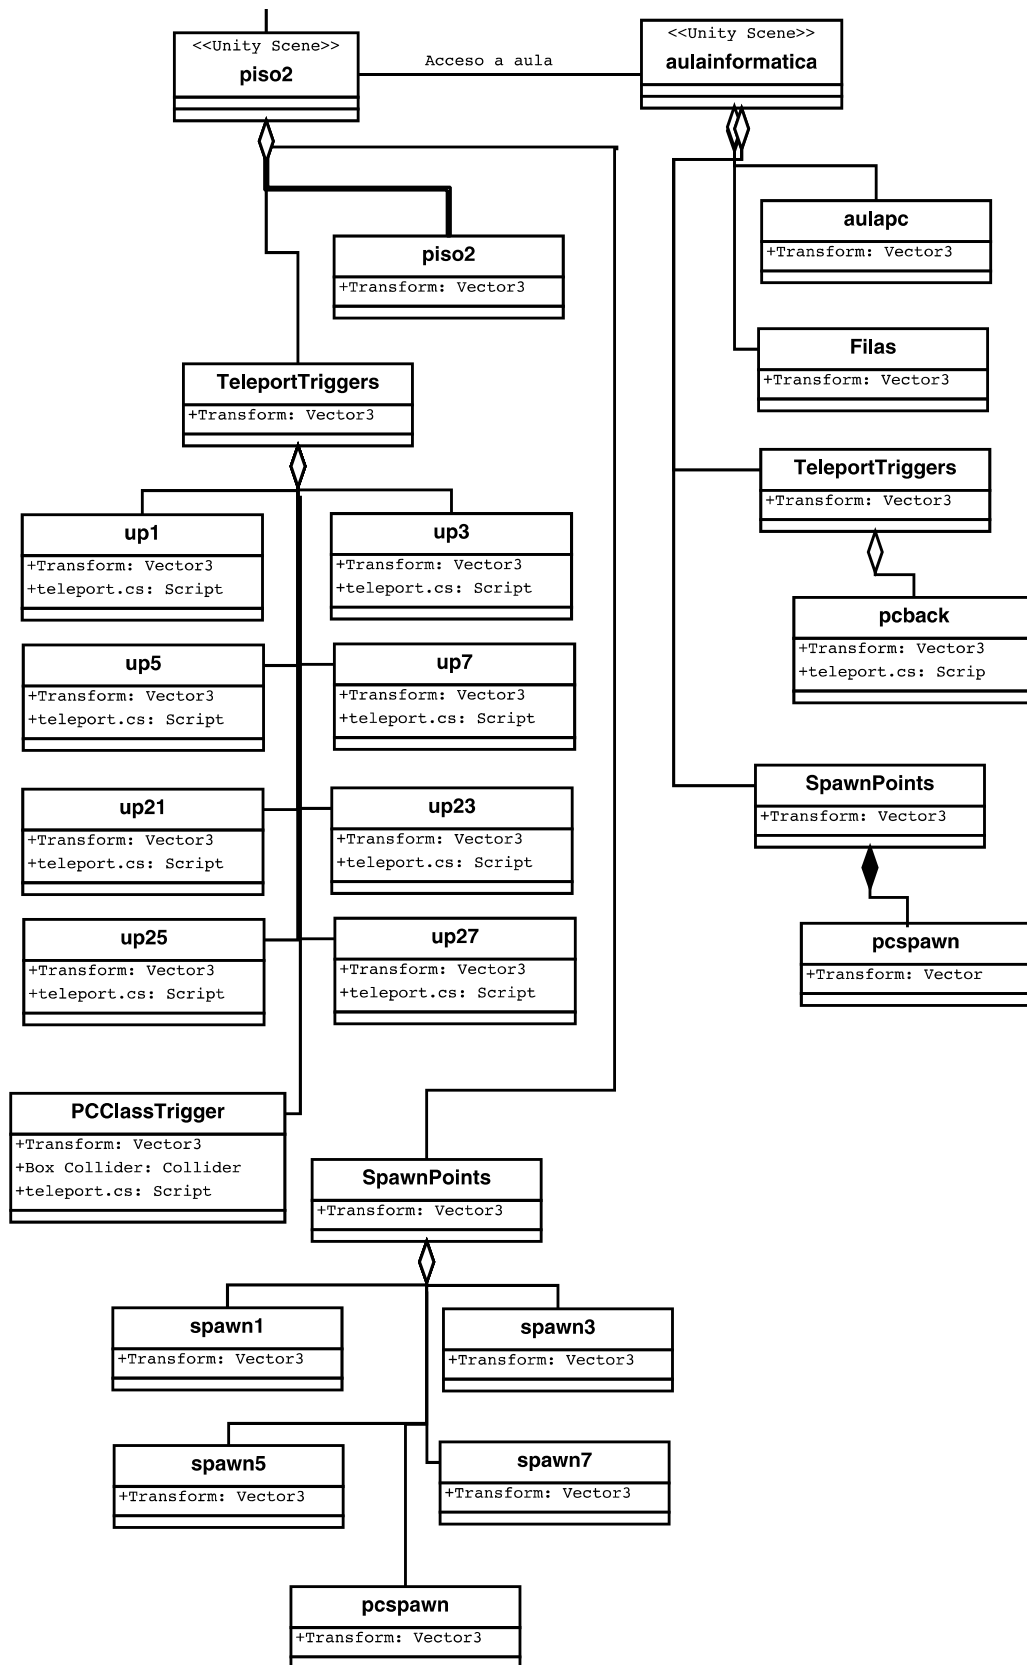 <<Unity Scene>>
piso2
Acceso a aula
<<Unity Scene>>
aulainformatica
piso2
+Transform: Vector3
aulapc
+Transform: Vector3
Filas
+Transform: Vector3
TeleportTriggers
+Transform: Vector3
TeleportTriggers
+Transform: Vector3
up1
+Transform: Vector3
+teleport.cs: Script
up3
+Transform: Vector3
+teleport.cs: Script
pcback
+Transform: Vector3
+teleport.cs: Scrip
up5
+Transform: Vector3
+teleport.cs: Script
up7
+Transform: Vector3
+teleport.cs: Script
SpawnPoints
+Transform: Vector3
up21
+Transform: Vector3
+teleport.cs: Script
up23
+Transform: Vector3
+teleport.cs: Script
up25
+Transform: Vector3
+teleport.cs: Script
up27
+Transform: Vector3
+teleport.cs: Script
pcspawn
+Transform: Vector
PCClassTrigger
+Transform: Vector3
+Box Collider: Collider
+teleport.cs: Script
SpawnPoints
+Transform: Vector3
spawn1
+Transform: Vector3
spawn3
+Transform: Vector3
spawn5
+Transform: Vector3
spawn7
+Transform: Vector3
pcspawn
+Transform: Vector3